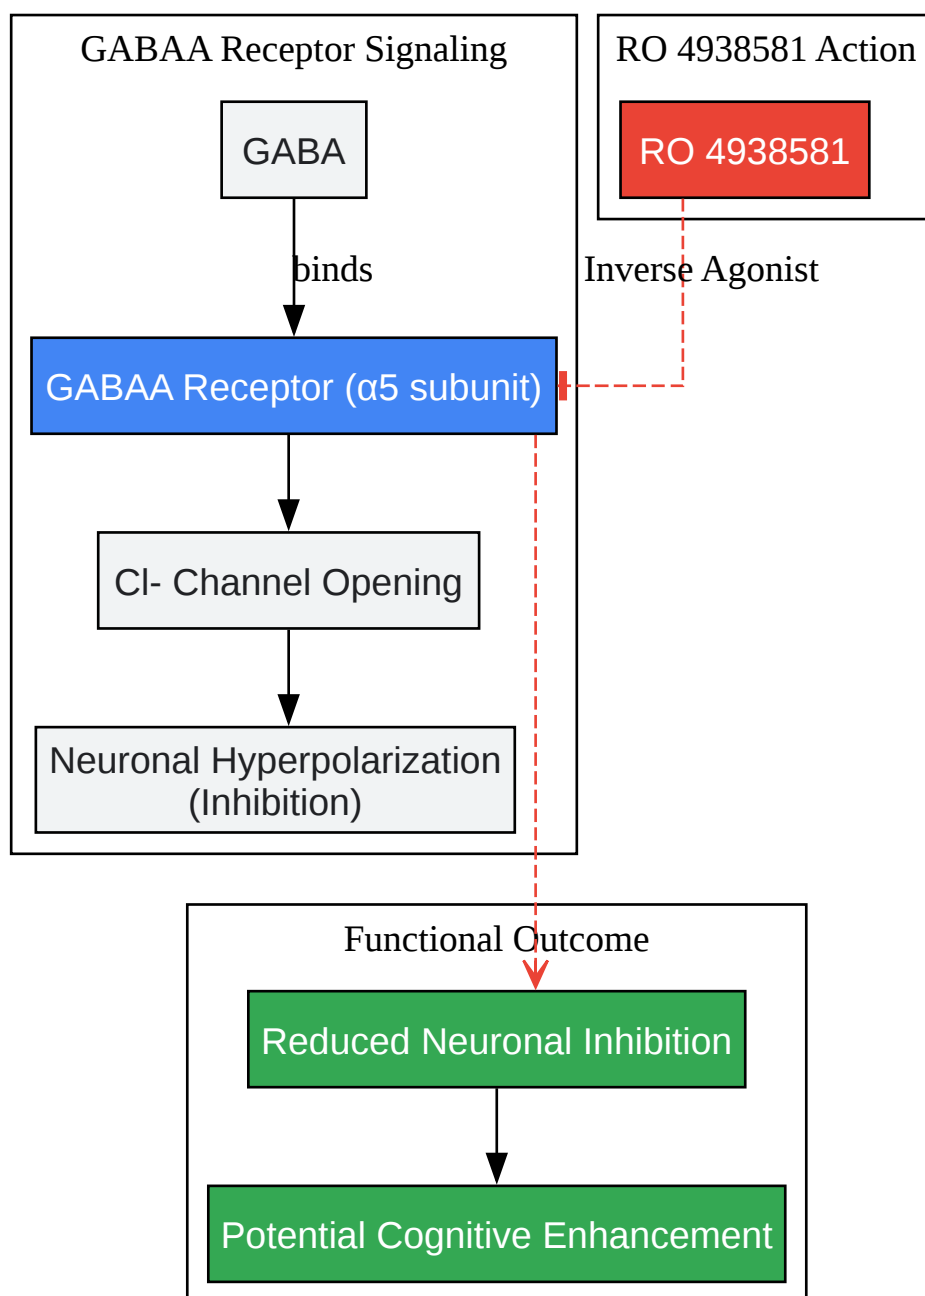 GABAA Receptor Signaling
GABA
binds
GABAA Receptor (α5 subunit)
Cl- Channel Opening
Neuronal Hyperpolarization
(Inhibition)
RO 4938581 Action
RO 4938581
Inverse Agonist
Functional Outcome
Reduced Neuronal Inhibition
Potential Cognitive Enhancement